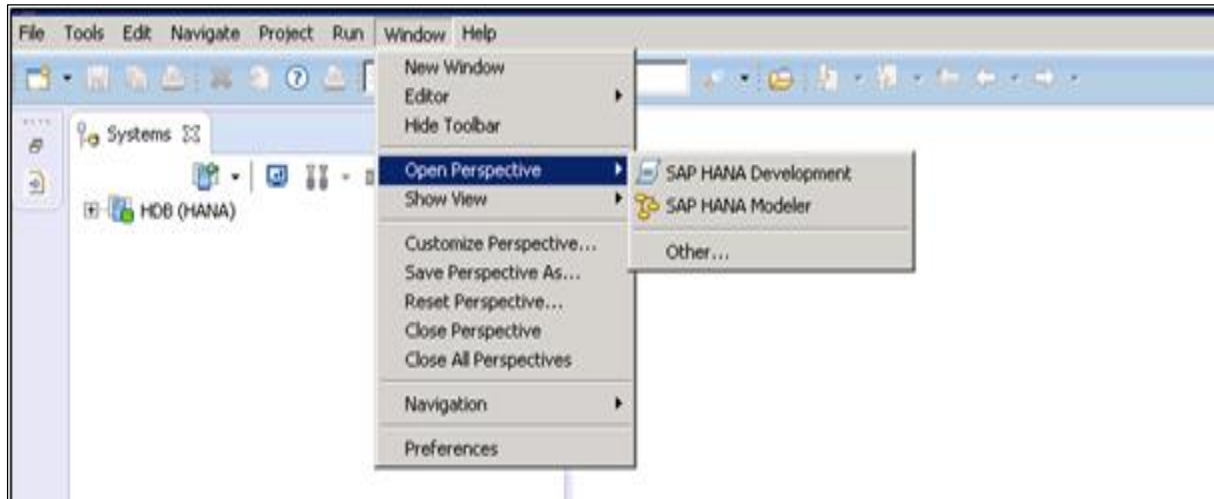 File Tools Edit Navigate Project Run Window Help
New Window
Editor
Hide Toolbar
Systems
Open Perspective
SAP HANA Development
Show View
SAP HANA Modeler
HDB (HANA)
Customize Perspective...
Other...
Save Perspective As...
Reset Perspective...
Close Perspective
Close All Perspectives
Navigation
Preferences